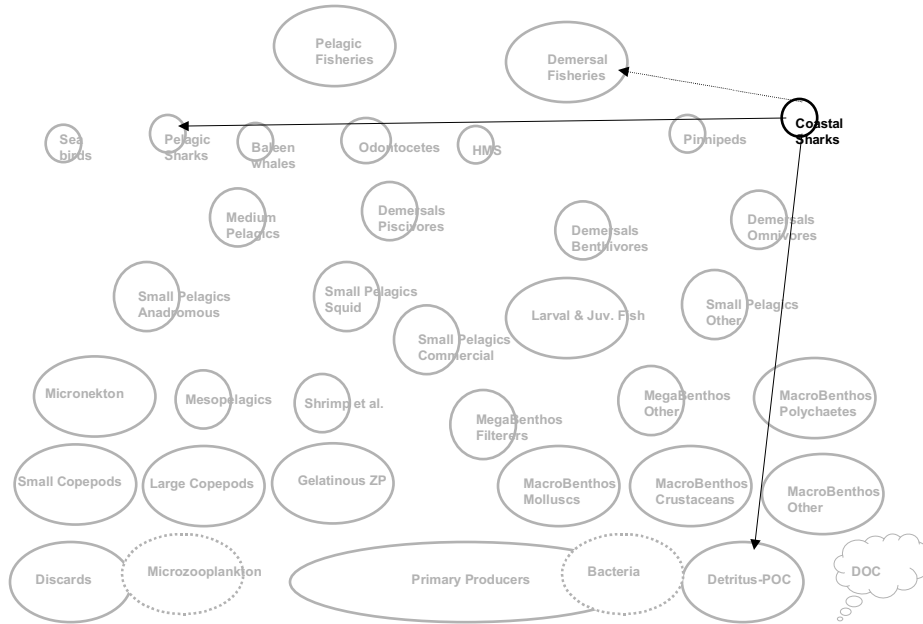 Pelagic
Fisheries
Demersal
Fisheries
Coastal
Sharks
Sea
birds
Pelagic
Sharks
Baleen
whales
Odontocetes
HMS
Pinnipeds
Medium
Pelagics
Demersals
Piscivores
Demersals
Benthivores
Demersals
Omnivores
Small Pelagics
Anadromous
Small Pelagics
Squid
Small Pelagics
Commercial
Larval & Juv. Fish
Small Pelagics
Other
Micronekton
Mesopelagics
Shrimp et al.
MegaBenthos
Filterers
MegaBenthos
Other
MacroBenthos
Polychaetes
Small Copepods
Large Copepods
Gelatinous ZP
MacroBenthos
Molluscs
MacroBenthos
Crustaceans
MacroBenthos
Other
Discards
Microzooplankton
Primary Producers
Bacteria
Detritus-POC
DOC